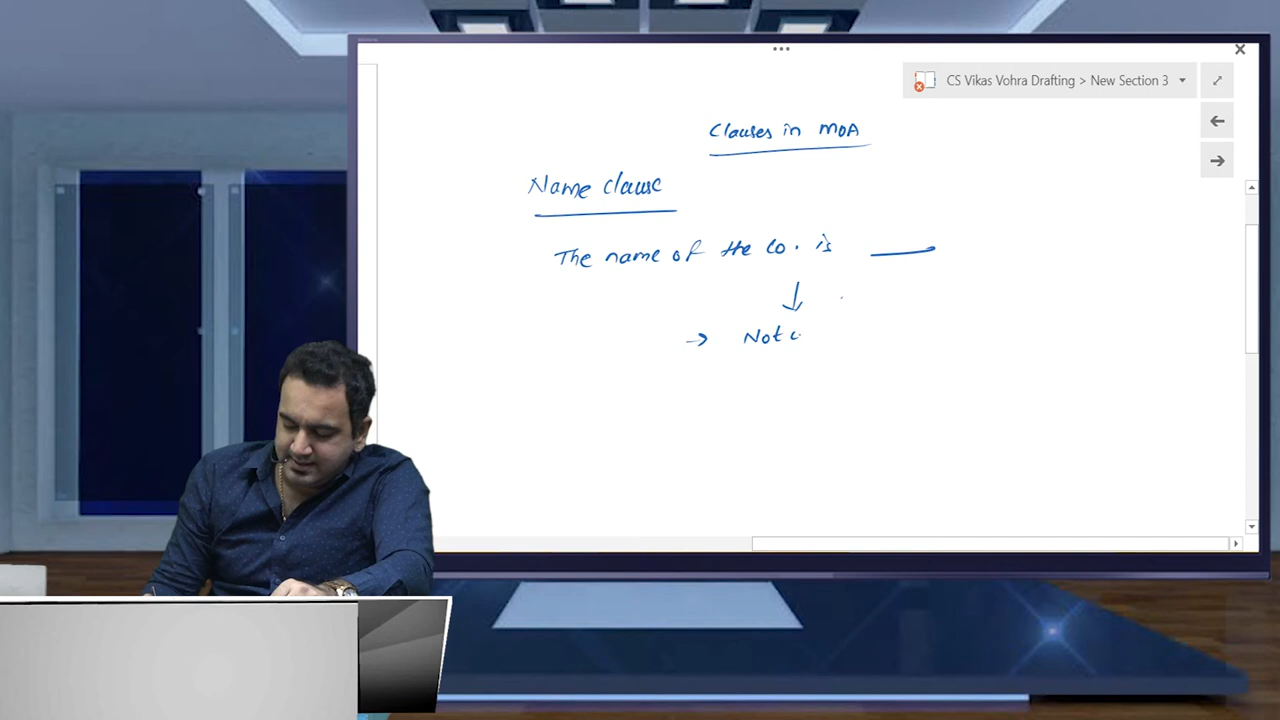 CS Vikas Vohra Drafting > New Section 3
Clauses in MOA
Name clause
The name of the co. is
→ Not